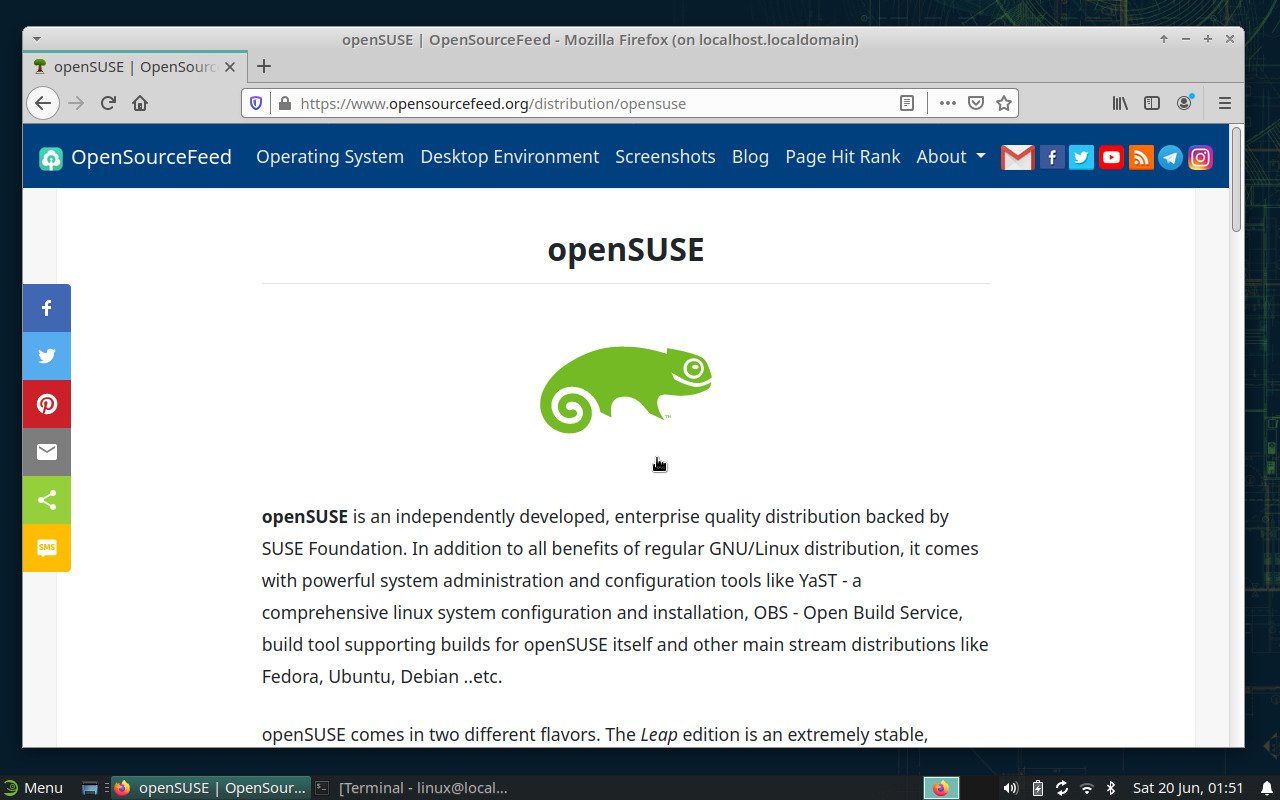 openSUSE | OpenSourceFeed - Mozilla Firefox (on localhost.localdomain)
openSUSE | OpenSourc
https://www.opensourcefeed.org/distribution/opensuse
OpenSourceFeed Operating System Desktop Environment Screenshots Blog Page Hit Rank About
openSUSE
TM
SMS
openSUSE is an independently developed, enterprise quality distribution backed by
SUSE Foundation. In addition to all benefits of regular GNU/Linux distribution, it comes
with powerful system administration and configuration tools like YaST - a
comprehensive linux system configuration and installation, OBS - Open Build Service,
build tool supporting builds for openSUSE itself and other main stream distributions like
Fedora, Ubuntu, Debian ..etc.
openSUSE comes in two different flavors. The Leap edition is an extremely stable,
Menu openSUSE | OpenSour... [Terminal - linux@local... Sat 20 Jun, 01:51